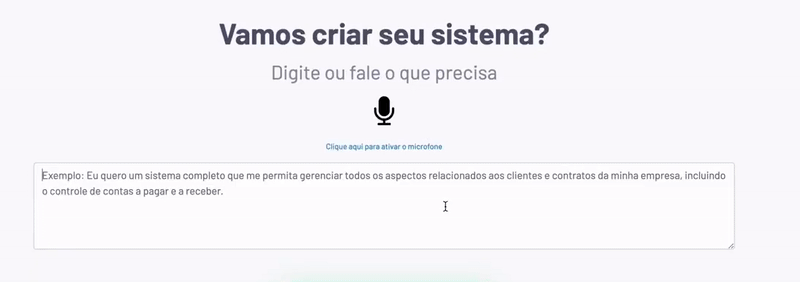 Vamos criar seu sistema?
Digite ou fale o que precisa
Clique aqui para ativar o microfone
Exemplo: Eu quero um sistema completo que me permita gerenciar todos os aspectos relacionados aos clientes e contratos da minha empresa, incluindo
o controle de contas a pagar e a receber.